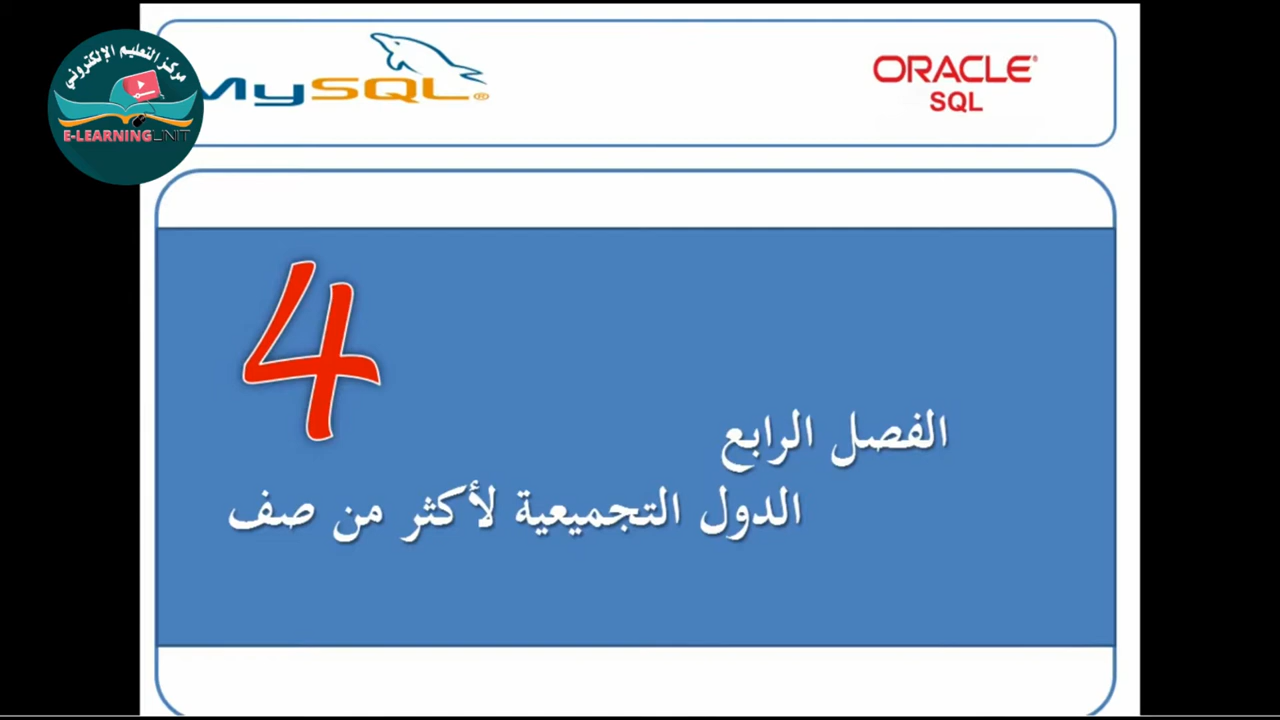 مركز التعليم الإلكتروني
E-LEARNING UNIT
MySQL®
ORACLE®
SQL
4
الفصل الرابع
الدول التجميعية لأكثر من صف